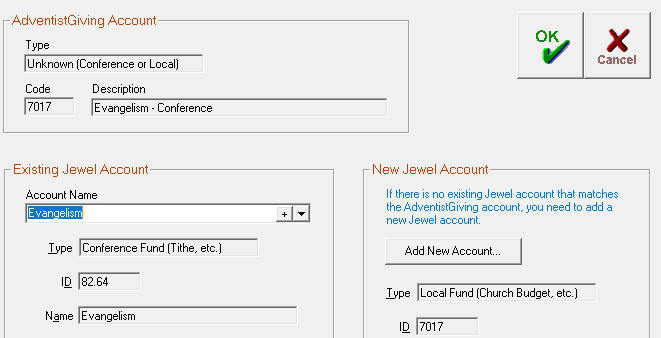 AdventistGiving Account
Type
Unknown (Conference or Local)
Code
Description
7017
Evangelism - Conference
OK
Cancel
Existing Jewel Account
Account Name
Evangelism
+
Type
Conference Fund (Tithe, etc.)
ID
82.64
Name
Evangelism
New Jewel Account
If there is no existing Jewel account that matches
the AdventistGiving account, you need to add a
new Jewel account.
Add New Account...
Type
Local Fund (Church Budget, etc.)
ID
7017